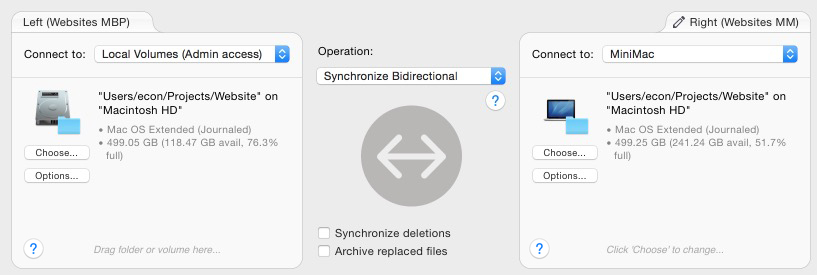 Left (Websites MBP)
Connect to: Local Volumes (Admin access)
"Users/econ/Projects/Website" on
"Macintosh HD"
• Mac OS Extended (Journaled)
• 499.05 GB (118.47 GB avail, 76.3%
full)
Choose...
Options...
?
Drag folder or volume here...
Operation:
Synchronize Bidirectional
?
Synchronize deletions
Archive replaced files
Right (Websites MM)
Connect to: MiniMac
"Users/econ/Projects/Website" on
"Macintosh HD"
• Mac OS Extended (Journaled)
• 499.25 GB (241.24 GB avail, 51.7%
full)
Choose...
Options...
?
Click 'Choose' to change...